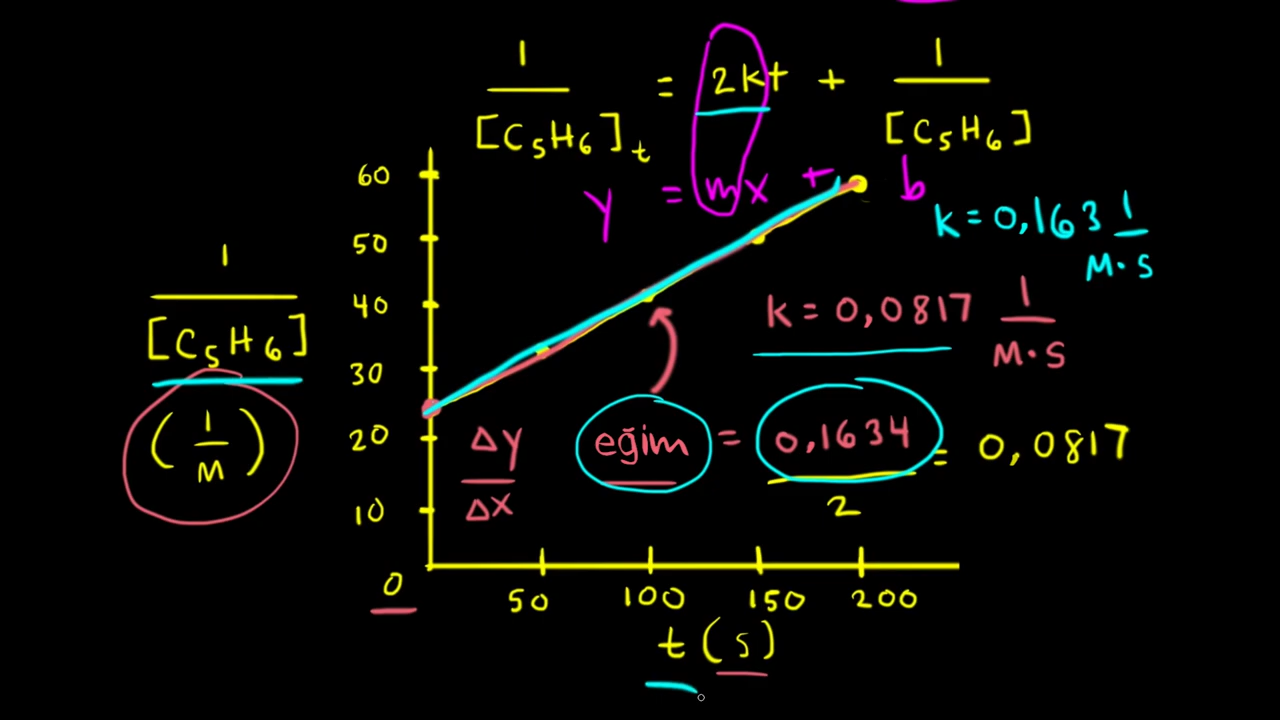 1/[C₅H₆]t = 2kt + 1/[C₅H₆]
y = mx + b
k = 0,163 1/M·s
k = 0,0817 1/M·s
1/[C₅H₆]
(1/M)
60
50
40
30
20
10
0
Δy/Δx
eğim = 0,1634/2 = 0,0817
50 100 150 200
t (s)